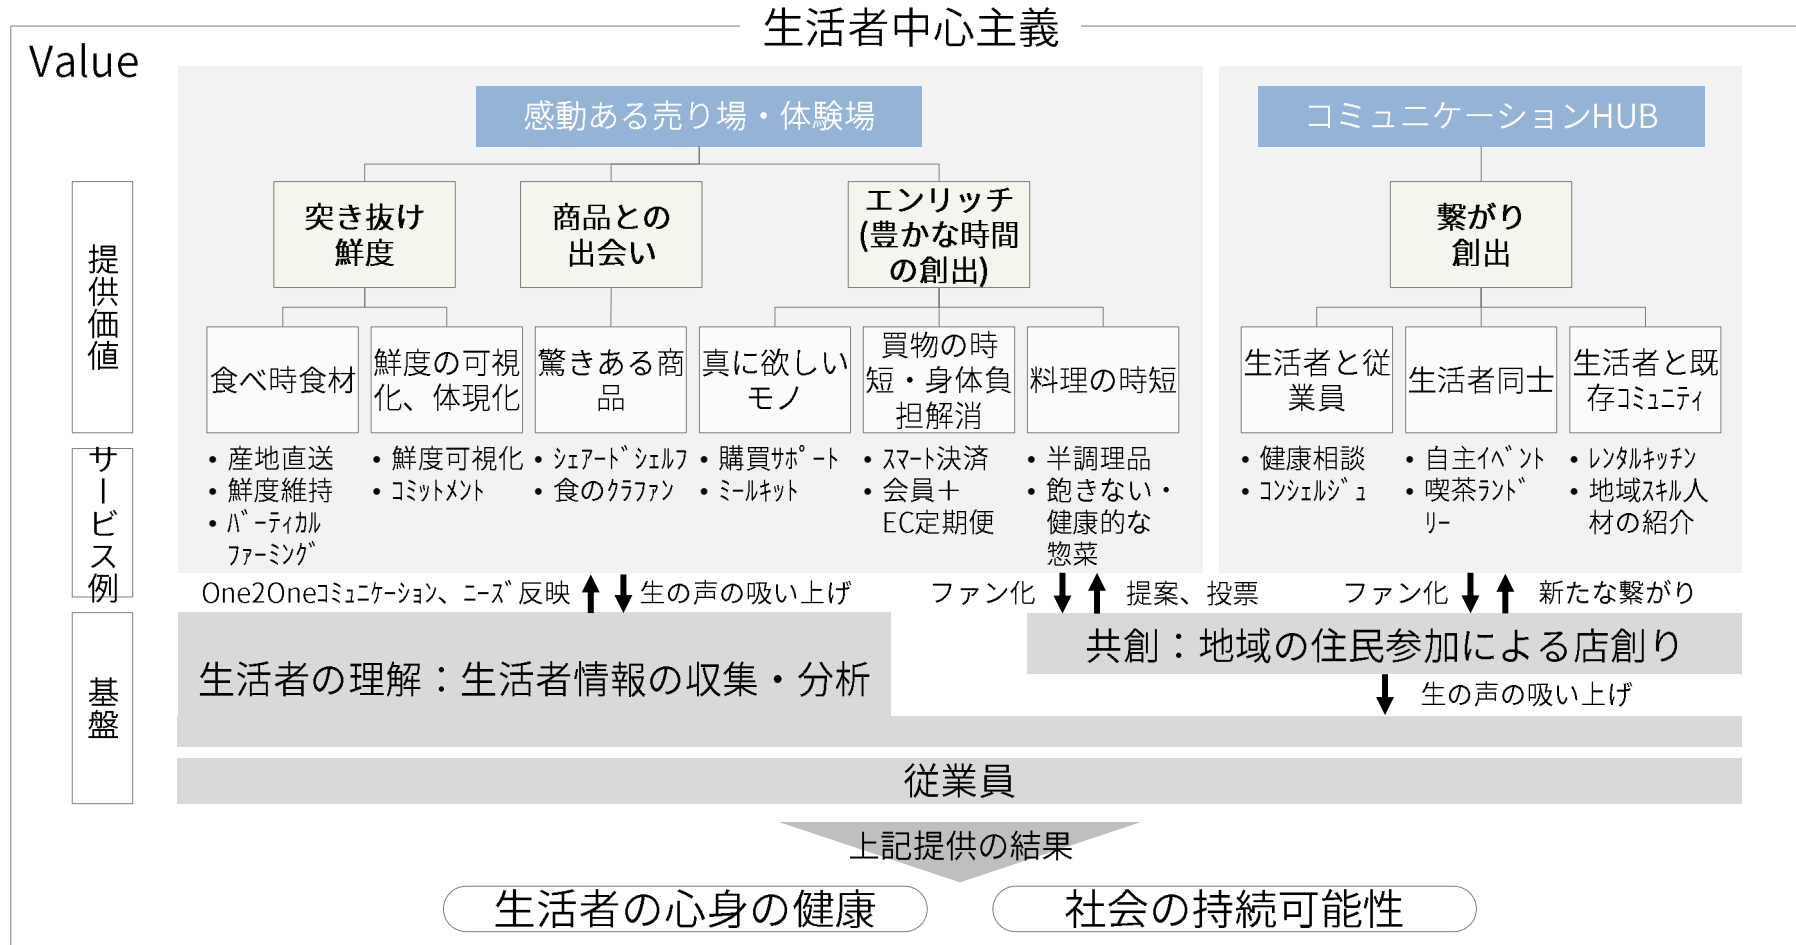 生活者中心主義
Value
感動ある売り場・体験場
コミュニケーションHUB
提供価値
突き抜け
鮮度
商品との
出会い
エンリッチ
(豊かな時間
の創出)
繋がり
創出
食べ時食材
鮮度の可視
化、体現化
驚きある商
品
真に欲しい
モノ
買物の時
短・身体負
担解消
料理の時短
生活者と従
業員
生活者同士
生活者と既
存ｺﾐｭﾆﾃｨ
サービス例
• 産地直送
• 鮮度維持
• ﾊﾞｰﾃｨｶﾙ
ﾌｧｰﾐﾝｸﾞ
• 鮮度可視化
• ｺﾐｯﾄﾒﾝﾄ
• ｼｪｱｰﾄﾞｼｪﾙﾌ
• 食のｸﾗﾌｧﾝ
• 購買ｻﾎﾟｰﾄ
• ﾐｰﾙｷｯﾄ
• ｽﾏｰﾄ決済
• 会員＋
EC定期便
• 半調理品
• 飽きない・
健康的な
惣菜
• 健康相談
• ｺﾝｼｪﾙｼﾞｭ
• 自主ｲﾍﾞﾝﾄ
• 喫茶ﾗﾝﾄﾞ
ﾘｰ
• ﾚﾝﾀﾙｷｯﾁﾝ
• 地域ｽｷﾙ人
材の紹介
One2Oneｺﾐｭﾆｹｰｼｮﾝ、ﾆｰｽﾞ反映
生の声の吸い上げ
ファン化
提案、投票
ファン化
新たな繋がり
基盤
生活者の理解：生活者情報の収集・分析
共創：地域の住民参加による店創り
生の声の吸い上げ
従業員
上記提供の結果
生活者の心身の健康
社会の持続可能性